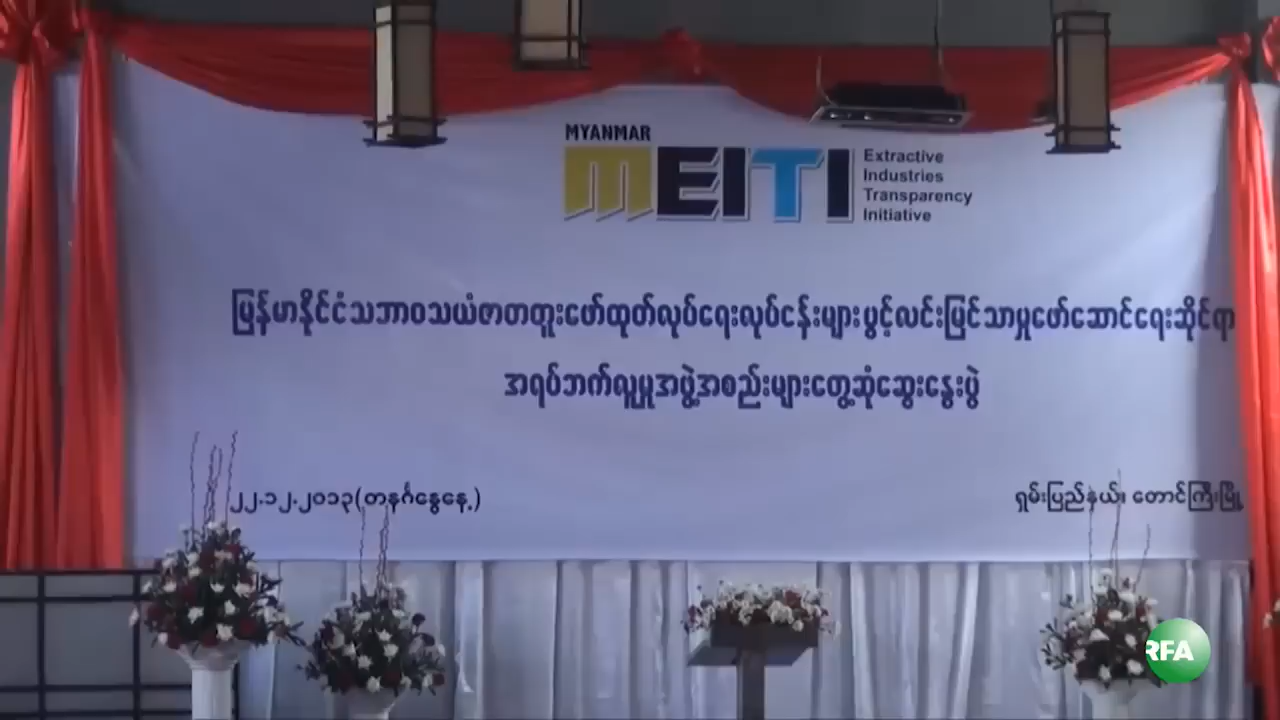 MYANMAR
MEITI
Extractive
Industries
Transparency
Initiative
မြန်မာနိုင်ငံသဘာဝသယံဇာတတူးဖော်ထုတ်လုပ်ရေးလုပ်ငန်းများပွင့်လင်းမြင်သာမှုဖော်ဆောင်ရေးဆိုင်ရာ
အရပ်ဘက်လူမှုအဖွဲ့အစည်းများတွေ့ဆုံဆွေးနွေးပွဲ
၂၂.၁၂.၂၀၁၃(တနင်္ဂနွေနေ့)
ရှမ်းပြည်နယ်၊ တောင်ကြီးမြို့
RFA